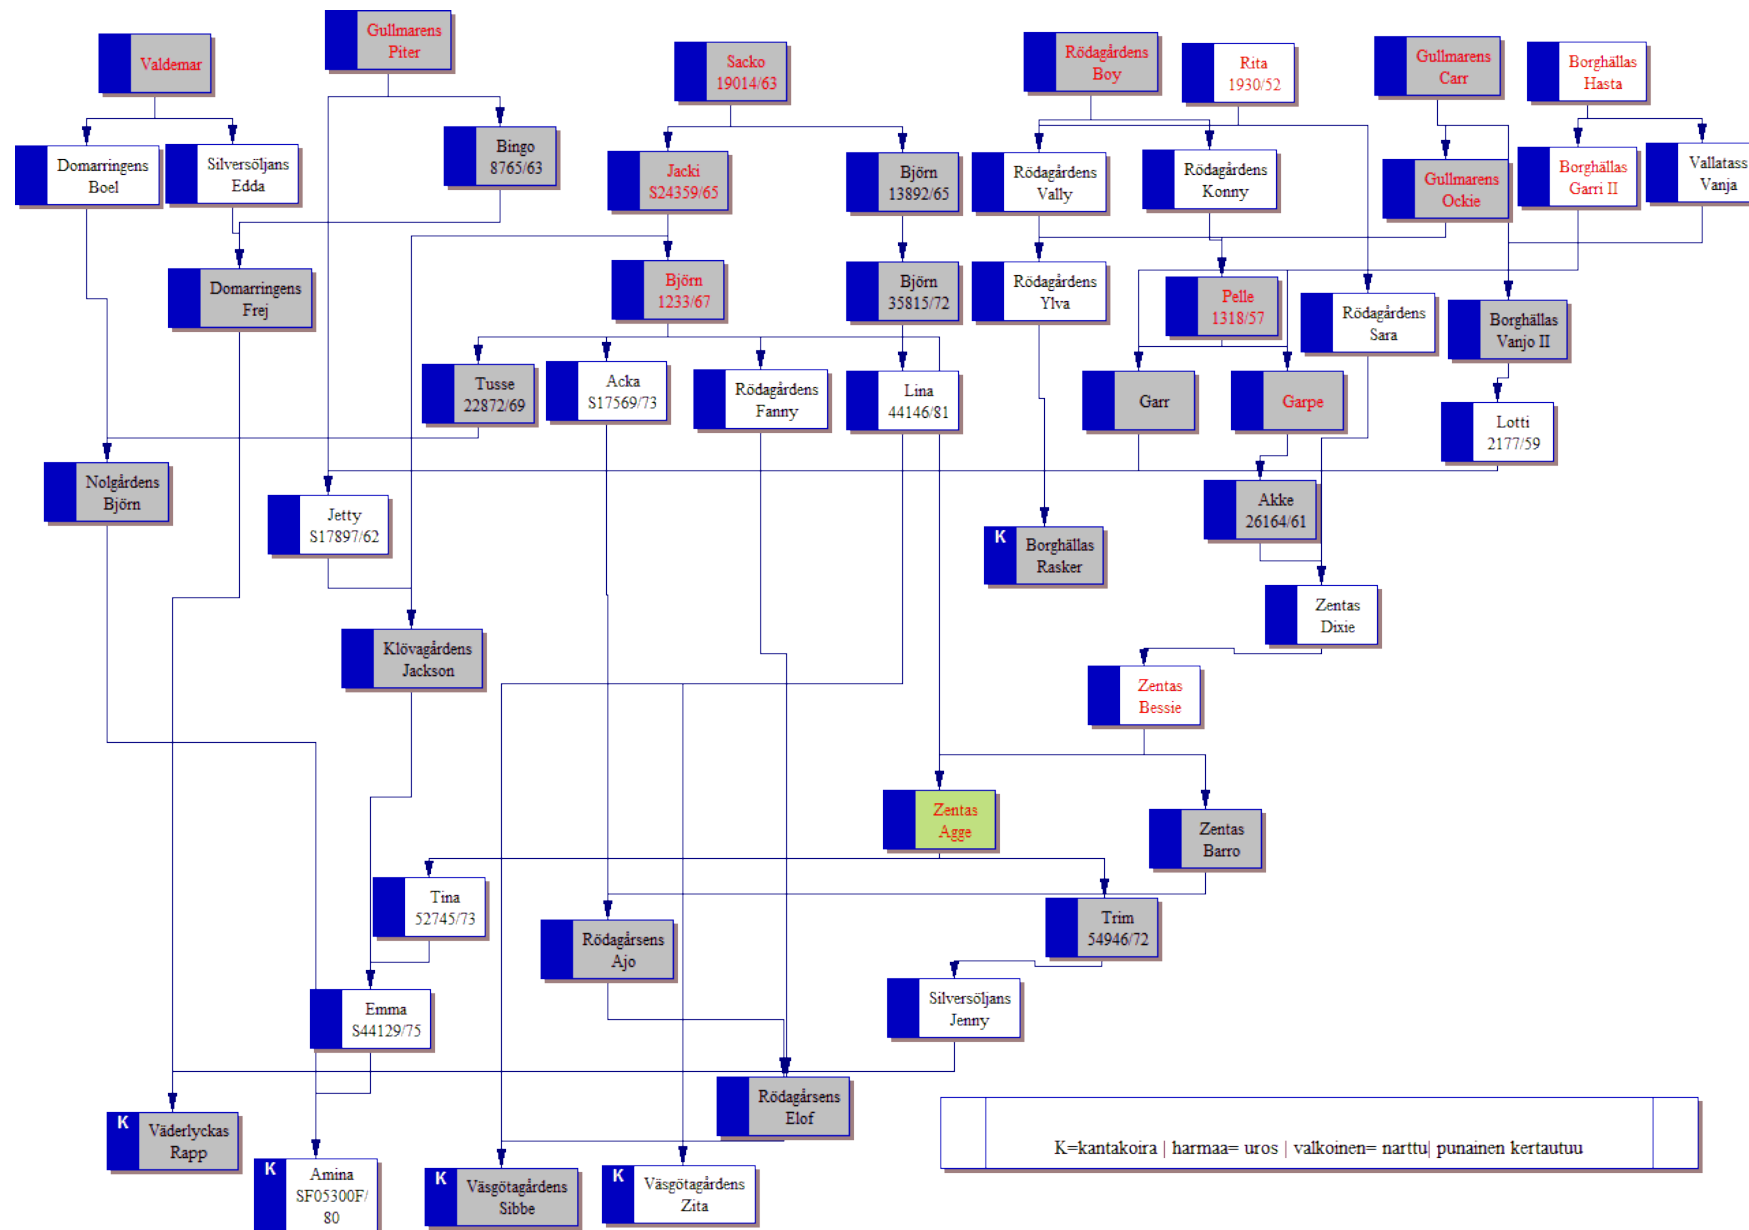 Valdemar
Gullmarens
Piter
Sacko
19014/63
Rödagårdens
Boy
Rita
1930/52
Gullmarens
Carr
Borghällas
Hasta
Domarringens
Boel
Silversöljans
Edda
Bingo
8765/63
Jacki
S24359/65
Björn
13892/65
Rödagårdens
Vally
Rödagårdens
Konny
Gullmarens
Ockie
Borghällas
Garri II
Vallatass
Vanja
Domarringens
Frej
Björn
1233/67
Björn
35815/72
Rödagårdens
Ylva
Pelle
1318/57
Rödagårdens
Sara
Borghällas
Vanjo II
Tusse
22872/69
Acka
S17569/73
Rödagårdens
Fanny
Lina
44146/81
Garr
Garpe
Lotti
2177/59
Nolgårdens
Björn
Jetty
S17897/62
K
Borghällas
Rasker
Akke
26164/61
Zentas
Dixie
Klövagårdens
Jackson
Zentas
Bessie
Zentas
Agge
Zentas
Barro
Tina
52745/73
Rödagårsens
Ajo
Trim
54946/72
Emma
S44129/75
Silversöljans
Jenny
Rödagårsens
Elof
K
Väderlyckas
Rapp
K
Amina
SF05300F/
80
K
Väsgötagårdens
Sibbe
K
Väsgötagårdens
Zita
K=kantakoira | harmaa= uros | valkoinen= narttu| punainen kertautuu